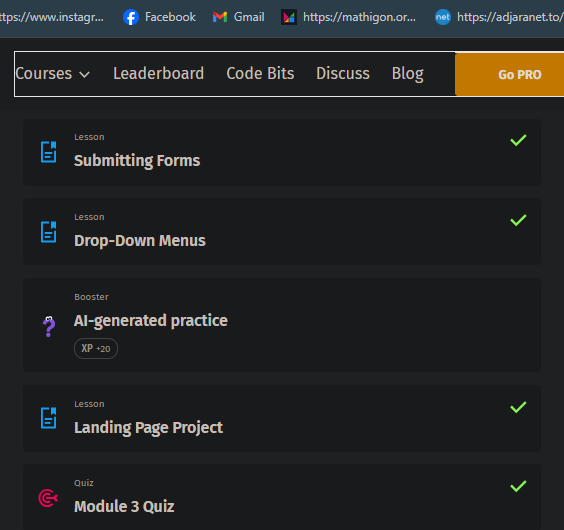 ttps://www.instagr... Facebook Gmail https://mathigon.or... net https://adjaranet.to/
Courses Leaderboard Code Bits Discuss Blog Go PRO
Lesson
Submitting Forms
Lesson
Drop-Down Menus
Booster
AI-generated practice
XP +20
Lesson
Landing Page Project
Quiz
Module 3 Quiz